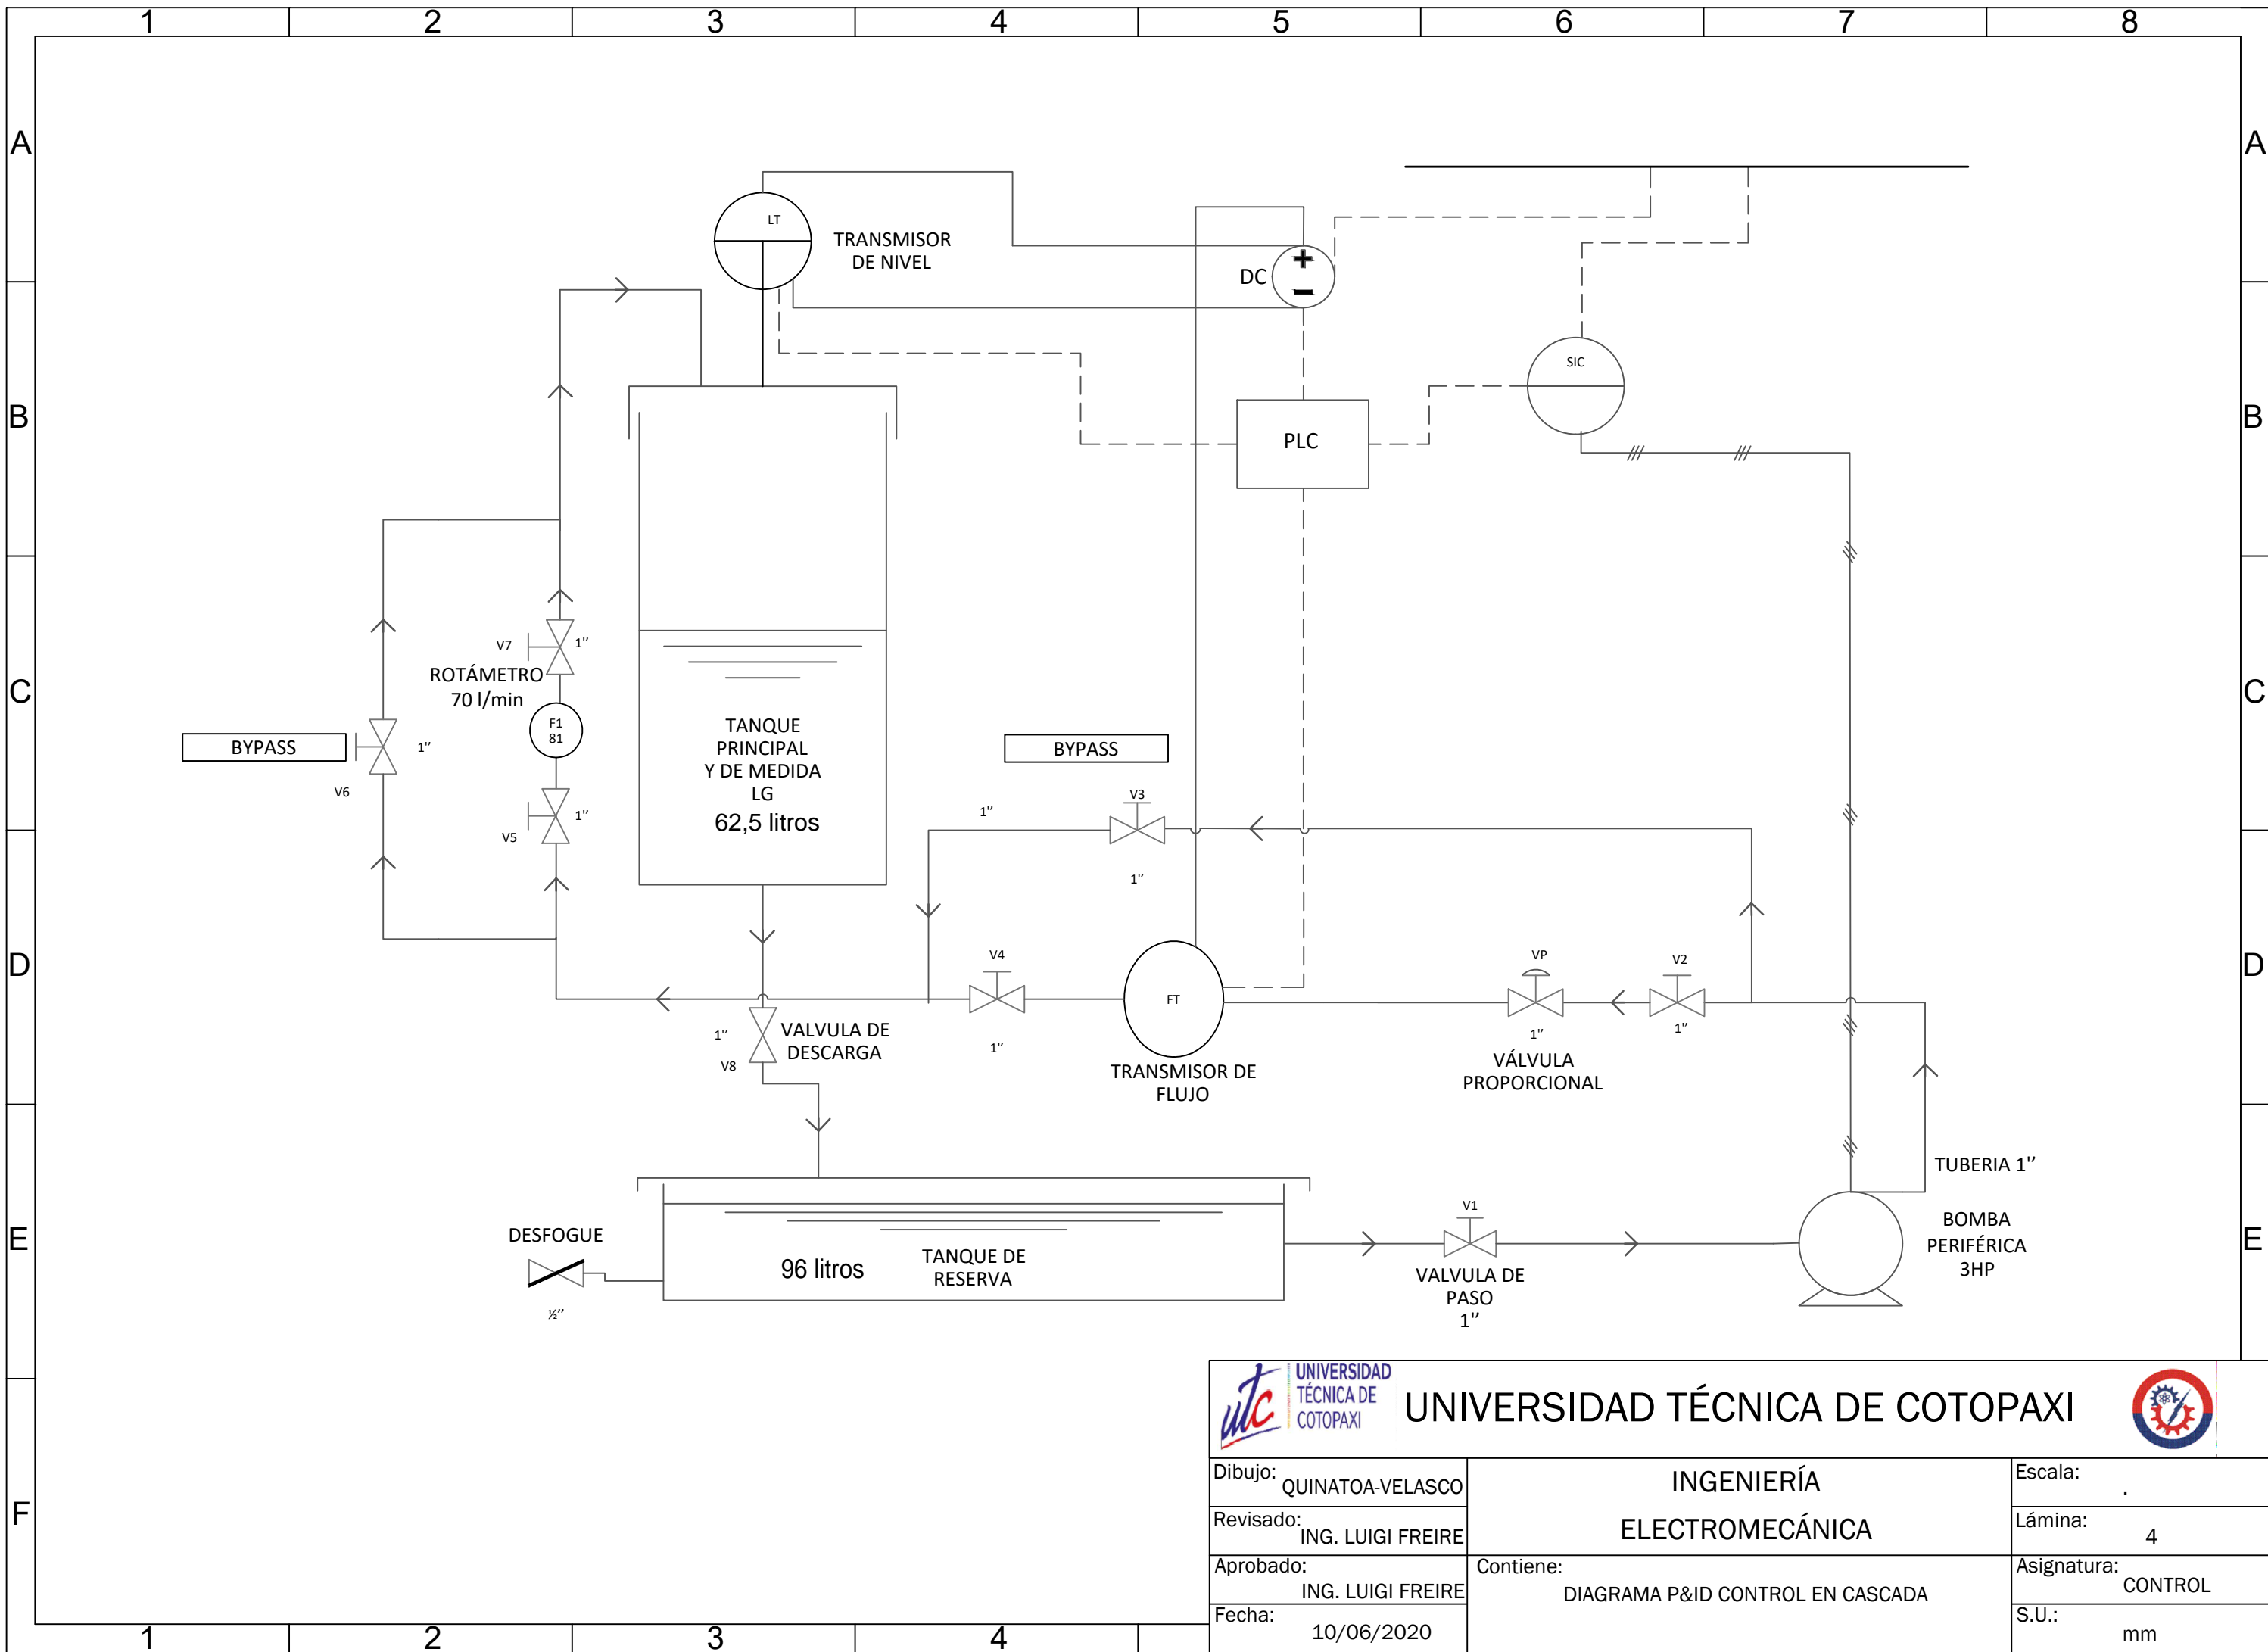 1 2 3 4 5 6 7 8
A
A
LT
TRANSMISOR
DE NIVEL
DC
+
−
SIC
B
B
PLC
V7
1''
ROTÁMETRO
70 l/min
C
C
F1
81
BYPASS
1''
V6
1''
V5
TANQUE
PRINCIPAL
Y DE MEDIDA
LG
62,5 litros
BYPASS
V3
1''
1''
D
D
V4
1''
FT
TRANSMISOR DE
FLUJO
VP
1''
VÁLVULA
PROPORCIONAL
V2
1''
1''
V8
VALVULA DE
DESCARGA
TUBERIA 1''
E
E
DESFOGUE
½''
96 litros
TANQUE DE
RESERVA
V1
VALVULA DE
PASO
1''
BOMBA
PERIFÉRICA
3HP
F
utc
UNIVERSIDAD
TÉCNICA DE
COTOPAXI
UNIVERSIDAD TÉCNICA DE COTOPAXI
Dibujo:
QUINATOA-VELASCO
INGENIERÍA
ELECTROMECÁNICA
Escala:
.
Revisado:
ING. LUIGI FREIRE
Lámina:
4
Aprobado:
ING. LUIGI FREIRE
Contiene:
DIAGRAMA P&ID CONTROL EN CASCADA
Asignatura:
CONTROL
Fecha:
10/06/2020
S.U.:
mm
1 2 3 4